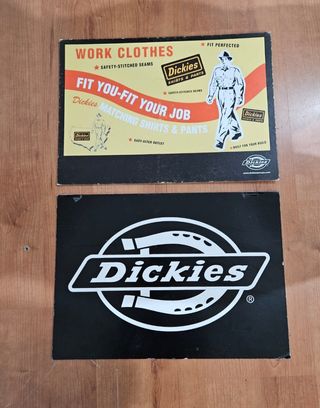 WORK CLOTHES
★ FIT PERFECTED
★ SAFETY-STITCHED SEAMS
Dickies
SHIRTS & PANTS
FIT YOU-FIT YOUR JOB
Dickies MATCHING SHIRTS & PANTS
Dickies
Dickies
Dickies
®